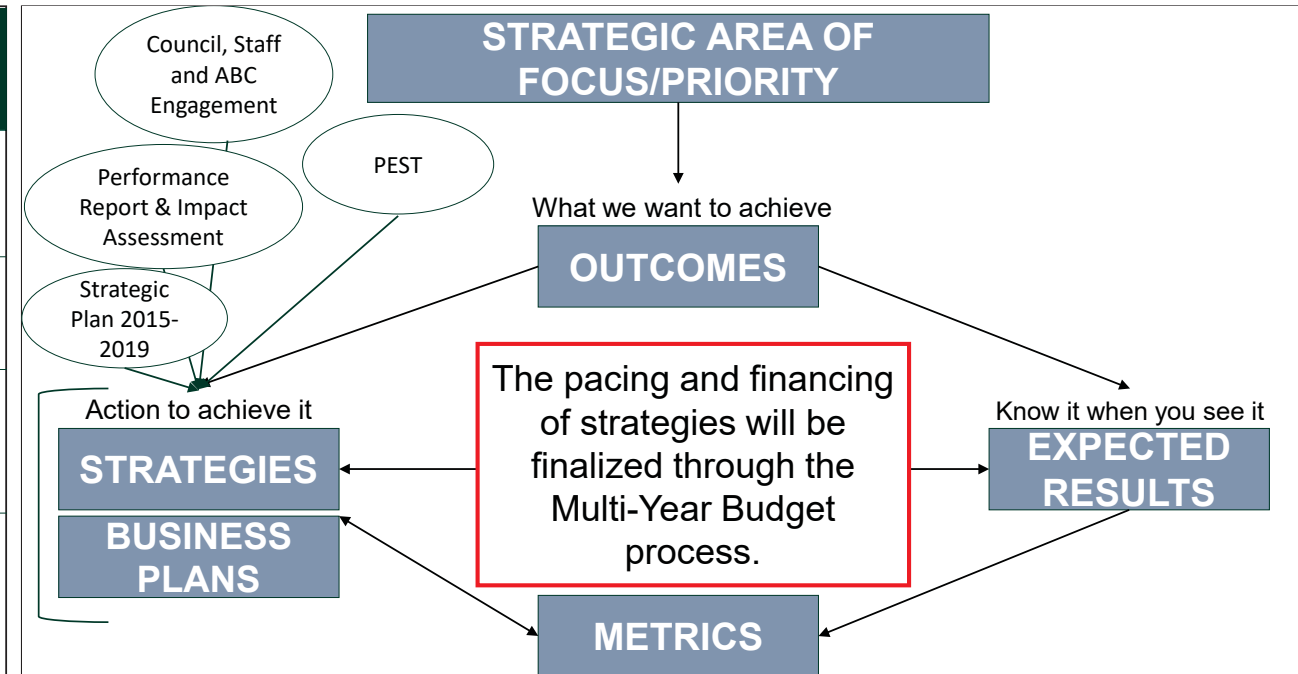 STRATEGIC AREA OF
FOCUS/PRIORITY
Council, Staff
and ABC
Engagement
PEST
Performance
Report & Impact
Assessment
Strategic
Plan 2015-
2019
What we want to achieve
OUTCOMES
Action to achieve it
STRATEGIES
BUSINESS
PLANS
The pacing and financing
of strategies will be
finalized through the
Multi-Year Budget
process.
Know it when you see it
EXPECTED
RESULTS
METRICS